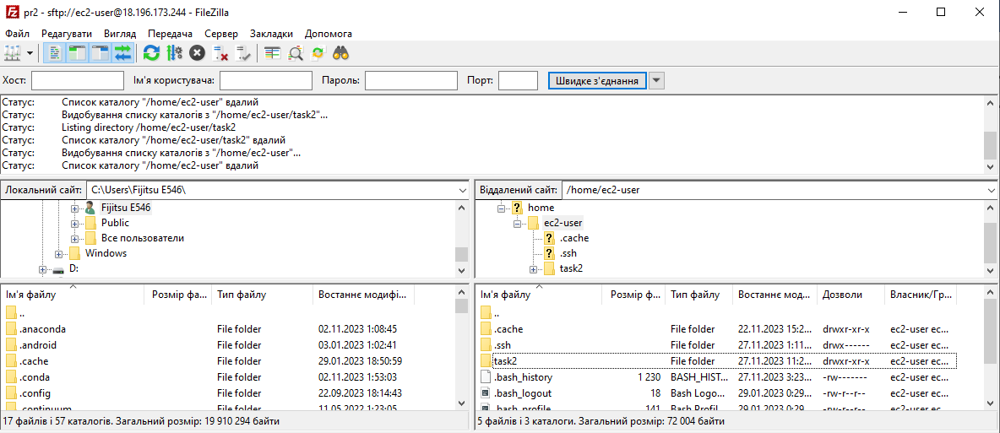 pr2 - sftp://ec2-user@18.196.173.244 - FileZilla
Файл Редагувати Вигляд Передача Сервер Закладки Допомога
Хост: Ім'я користувача: Пароль: Порт: Швидке з'єднання
Статус: Список каталогу "/home/ec2-user" вдалий
Статус: Видобування списку каталогів з "/home/ec2-user/task2"...
Статус: Listing directory /home/ec2-user/task2
Статус: Список каталогу "/home/ec2-user/task2" вдалий
Статус: Видобування списку каталогів з "/home/ec2-user"...
Статус: Список каталогу "/home/ec2-user" вдалий
Локальний сайт: C:\Users\Fijitsu E546\
Fijitsu E546
Public
Все пользователи
Windows
D:
Віддалений сайт: /home/ec2-user
home
ec2-user
.cache
.ssh
task2
Ім'я файлу Розмір фа... Тип файлу Востаннє модифі...
..
.anaconda File folder 02.11.2023 1:08:45
.android File folder 03.01.2023 1:02:41
.cache File folder 29.01.2023 18:50:59
.conda File folder 02.11.2023 1:53:03
.config File folder 22.09.2023 18:14:43
.continuum File folder 11.05.2022 1:23:05
17 файлів і 57 каталогів. Загальний розмір: 19 910 294 байти
Ім'я файлу Розмір ф... Тип файлу Востаннє мод... Дозволи Власник/Гр...
..
.cache File folder 22.11.2023 15:2... drwxr-xr-x ec2-user ec...
.ssh File folder 27.11.2023 1:11... drwx------ ec2-user ec...
task2 File folder 27.11.2023 11:2... drwxr-xr-x ec2-user ec...
.bash_history 1 230 BASH_HIST... 27.11.2023 3:23... -rw------- ec2-user ec...
.bash_logout 18 Bash Logo... 29.01.2023 0:29... -rw-r--r-- ec2-user ec...
.bash_profile 141 Bash Profil... 29.01.2023 0:29... -rw-r--r-- ec2-user ec...
5 файлів і 3 каталоги. Загальний розмір: 72 004 байти